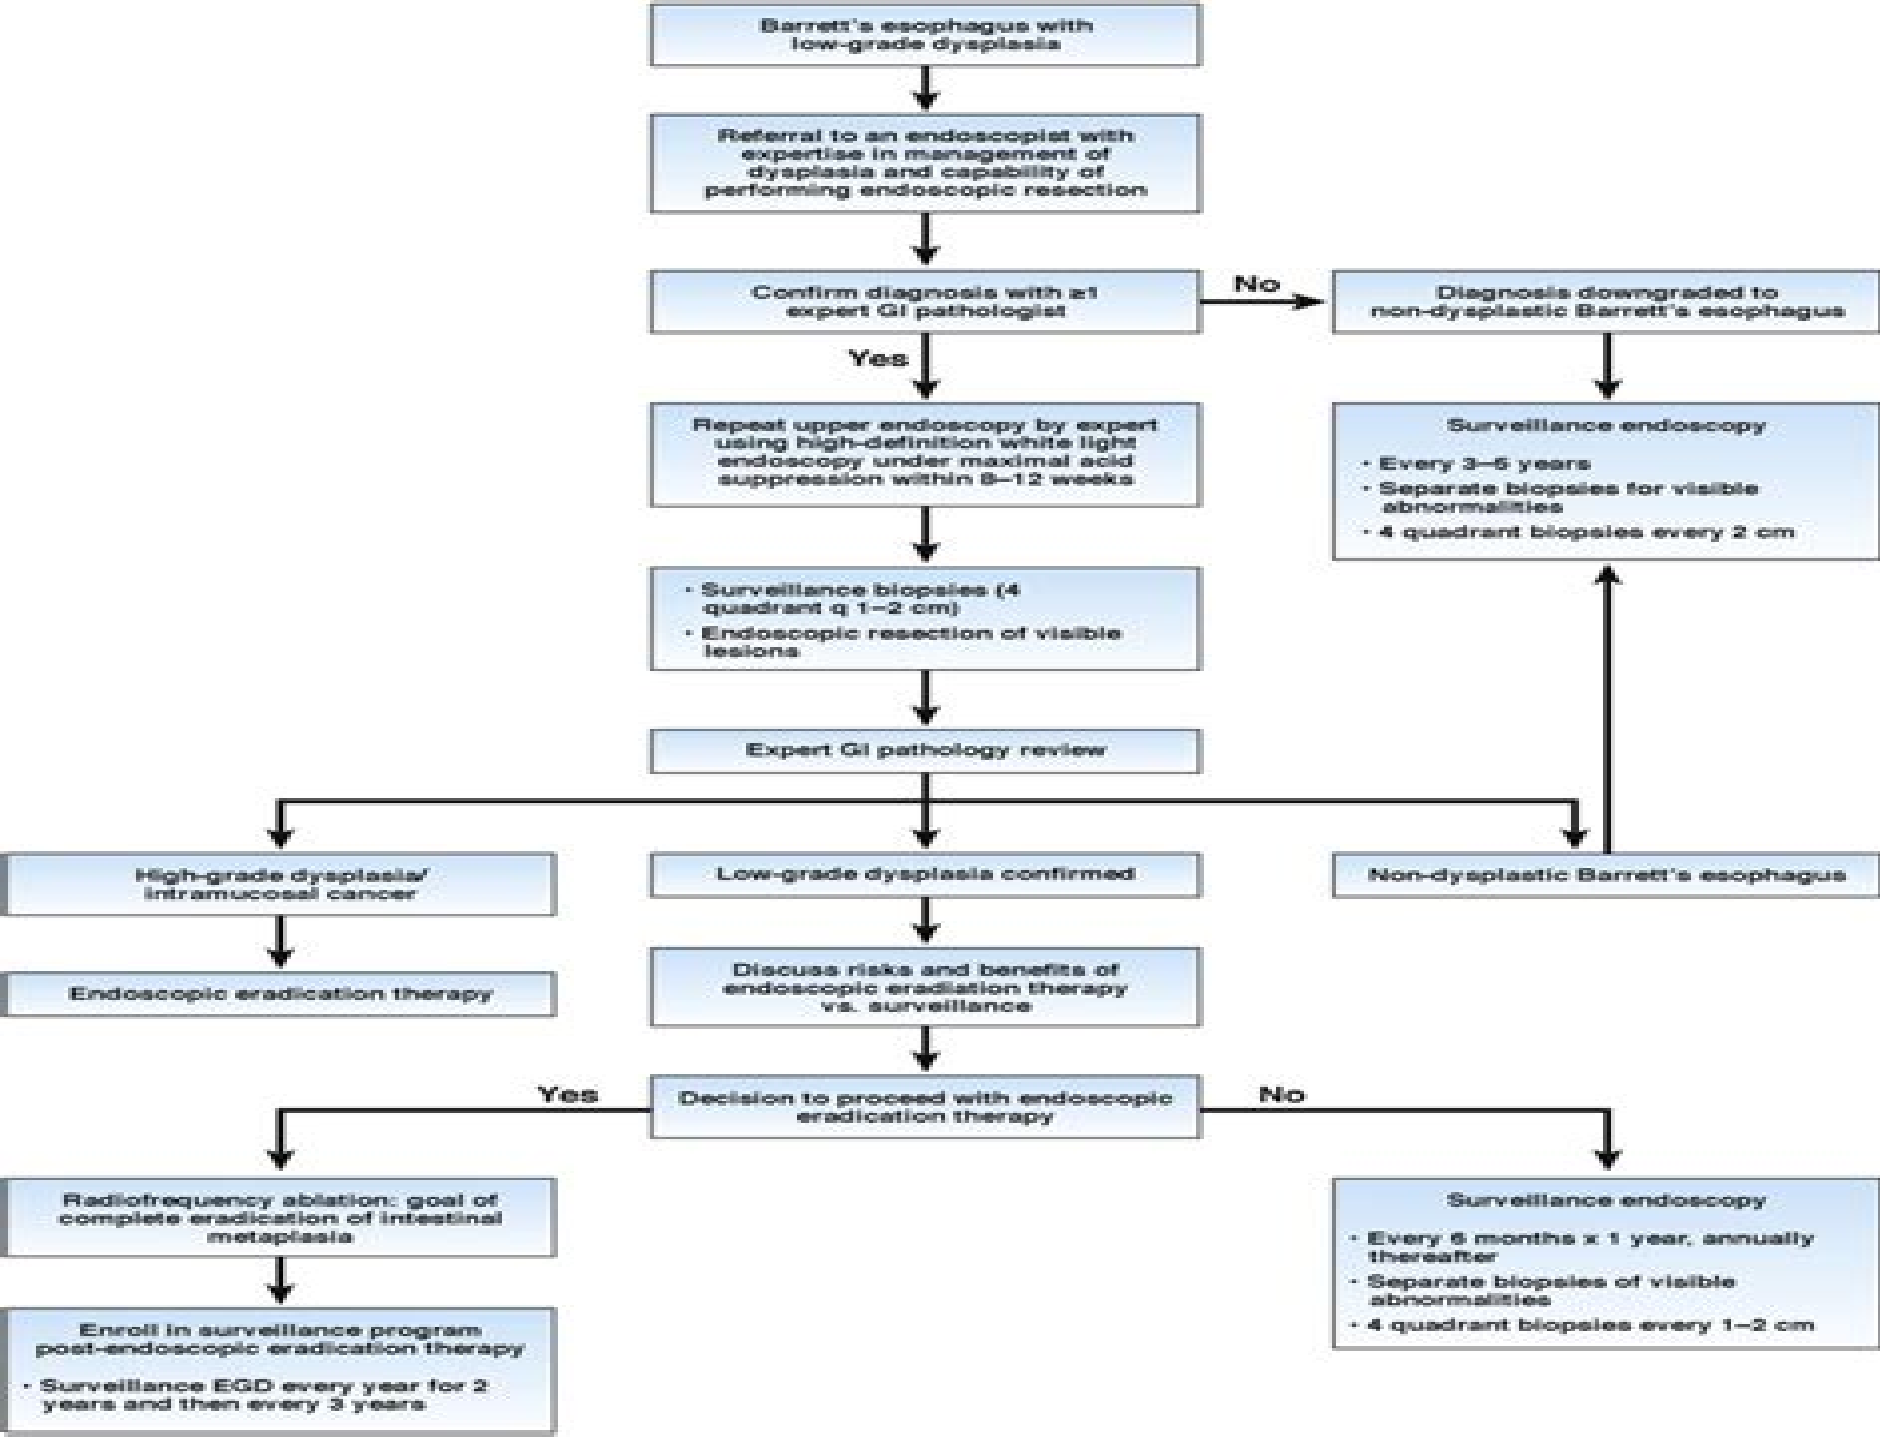 Barrett's esophagus with
low-grade dysplasia
Referral to an endoscopist with
expertise in management of
dysplasia and capability of
performing endoscopic resection
Confirm diagnosis with ≥1
expert GI pathologist
No
Diagnosis downgraded to
non-dysplastic Barrett's esophagus
Yes
Repeat upper endoscopy by expert
using high-definition white light
endoscopy under maximal acid
suppression within 8–12 weeks
Surveillance endoscopy
• Every 3–5 years
• Separate biopsies for visible
abnormalities
• 4 quadrant biopsies every 2 cm
• Surveillance biopsies (4
quadrant q 1–2 cm)
• Endoscopic resection of visible
lesions
Expert GI pathology review
High-grade dysplasia/
intramucosal cancer
Low-grade dysplasia confirmed
Non-dysplastic Barrett's esophagus
Endoscopic eradication therapy
Discuss risks and benefits of
endoscopic eradiation therapy
vs. surveillance
Yes
Decision to proceed with endoscopic
eradication therapy
No
Radiofrequency ablation: goal of
complete eradication of intestinal
metaplasia
Surveillance endoscopy
• Every 6 months x 1 year, annually
thereafter
• Separate biopsies of visible
abnormalities
• 4 quadrant biopsies every 1–2 cm
Enroll in surveillance program
post-endoscopic eradication therapy
• Surveillance EGD every year for 2
years and then every 3 years